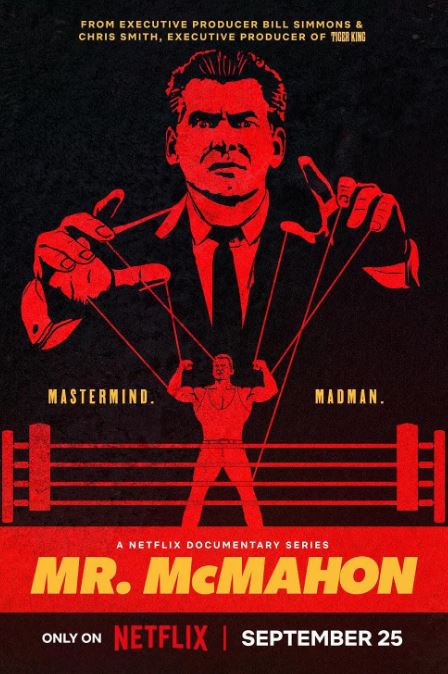 FROM EXECUTIVE PRODUCER BILL SIMMONS &
CHRIS SMITH, EXECUTIVE PRODUCER OF TIGER KING
MASTERMIND.
MADMAN.
A NETFLIX DOCUMENTARY SERIES
MR. McMAHON
ONLY ON NETFLIX | SEPTEMBER 25